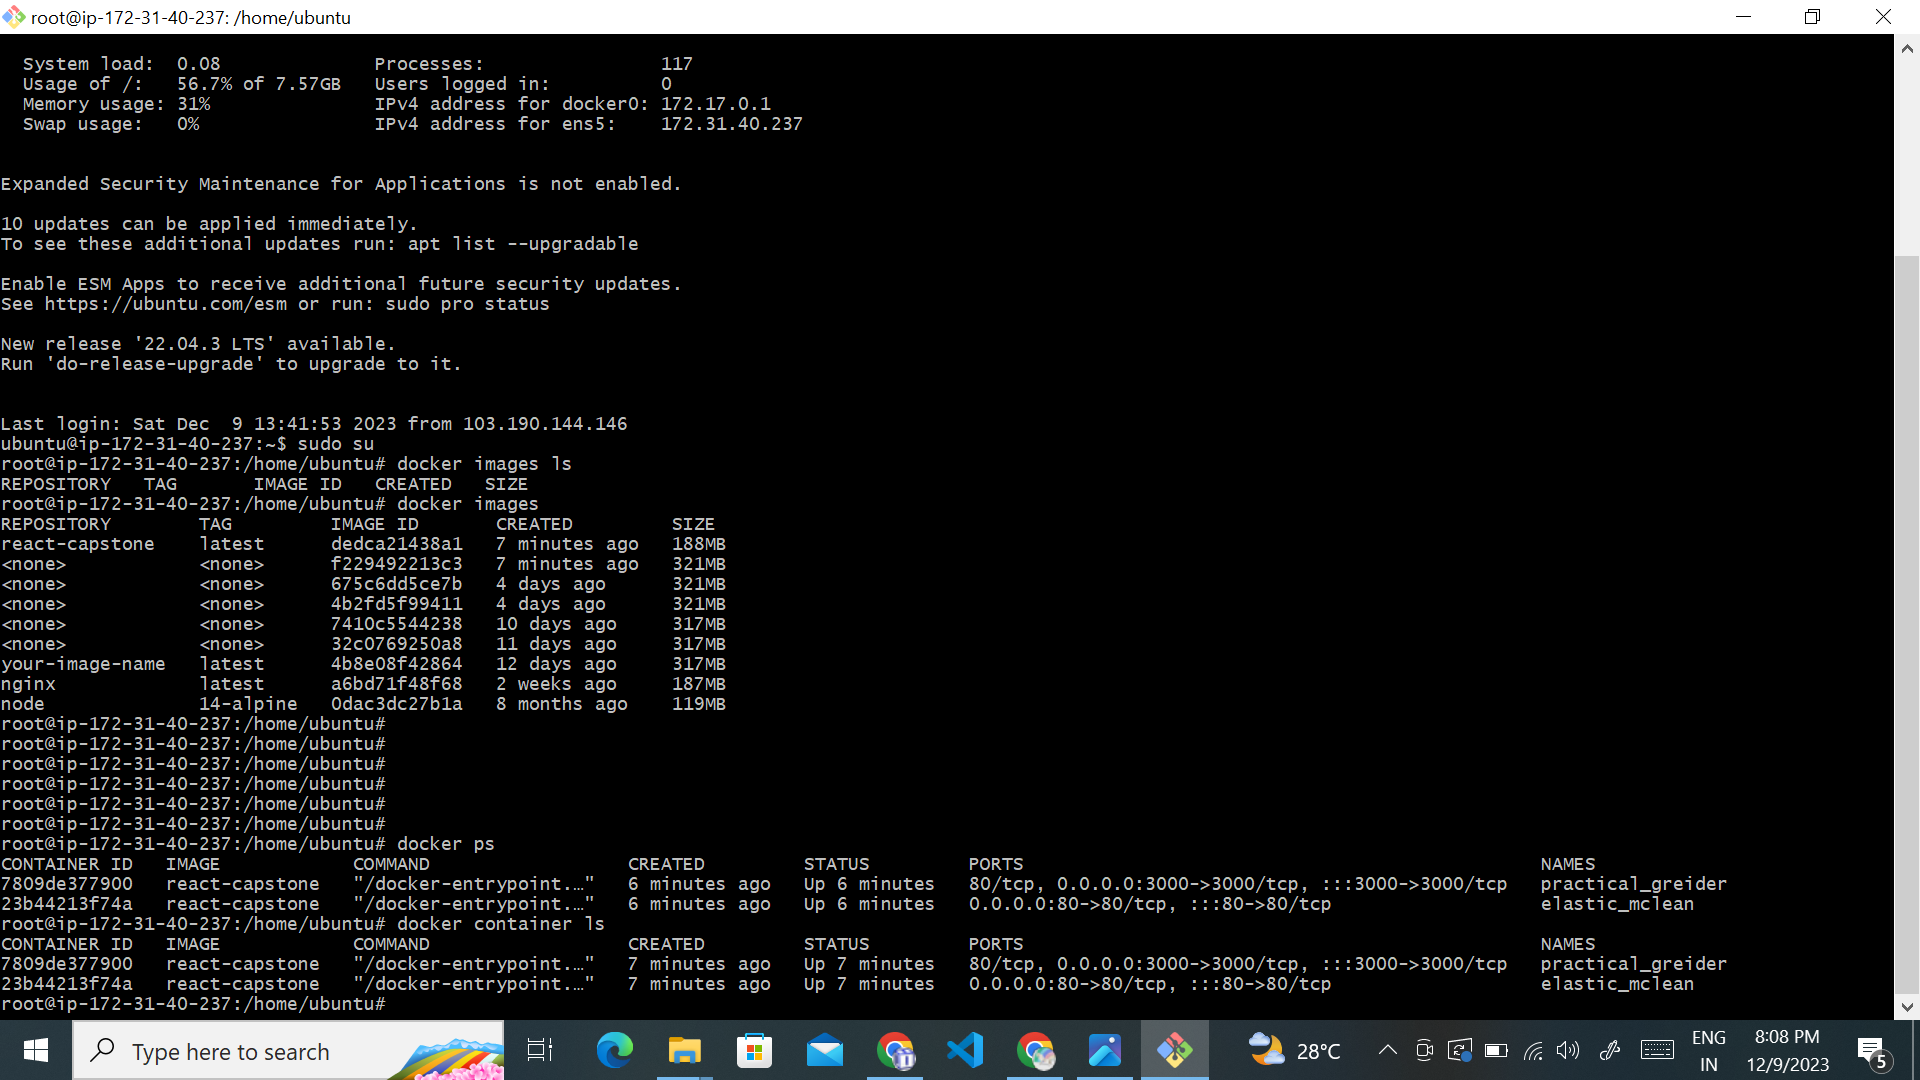 root@ip-172-31-40-237: /home/ubuntu
System load:  0.08               Processes:                117
Usage of /:   56.7% of 7.57GB   Users logged in:          0
Memory usage: 31%               IPv4 address for docker0: 172.17.0.1
Swap usage:   0%                IPv4 address for ens5:    172.31.40.237
Expanded Security Maintenance for Applications is not enabled.
10 updates can be applied immediately.
To see these additional updates run: apt list --upgradable
Enable ESM Apps to receive additional future security updates.
See https://ubuntu.com/esm or run: sudo pro status
New release '22.04.3 LTS' available.
Run 'do-release-upgrade' to upgrade to it.
Last login: Sat Dec  9 13:41:53 2023 from 103.190.144.146
ubuntu@ip-172-31-40-237:~$ sudo su
root@ip-172-31-40-237:/home/ubuntu# docker images ls
REPOSITORY   TAG       IMAGE ID   CREATED   SIZE
root@ip-172-31-40-237:/home/ubuntu# docker images
REPOSITORY        TAG         IMAGE ID       CREATED         SIZE
react-capstone    latest      dedca21438a1   7 minutes ago   188MB
<none>            <none>      f229492213c3   7 minutes ago   321MB
<none>            <none>      675c6dd5ce7b   4 days ago      321MB
<none>            <none>      4b2fd5f99411   4 days ago      321MB
<none>            <none>      7410c5544238   10 days ago     317MB
<none>            <none>      32c0769250a8   11 days ago     317MB
your-image-name   latest      4b8e08f42864   12 days ago     317MB
nginx             latest      a6bd71f48f68   2 weeks ago     187MB
node              14-alpine   0dac3dc27b1a   8 months ago    119MB
root@ip-172-31-40-237:/home/ubuntu#
root@ip-172-31-40-237:/home/ubuntu#
root@ip-172-31-40-237:/home/ubuntu#
root@ip-172-31-40-237:/home/ubuntu#
root@ip-172-31-40-237:/home/ubuntu#
root@ip-172-31-40-237:/home/ubuntu#
root@ip-172-31-40-237:/home/ubuntu# docker ps
CONTAINER ID   IMAGE            COMMAND                  CREATED         STATUS         PORTS                                               NAMES
7809de377900   react-capstone   "/docker-entrypoint.…"   6 minutes ago   Up 6 minutes   80/tcp, 0.0.0.0:3000->3000/tcp, :::3000->3000/tcp   practical_greider
23b44213f74a   react-capstone   "/docker-entrypoint.…"   6 minutes ago   Up 6 minutes   0.0.0.0:80->80/tcp, :::80->80/tcp                   elastic_mclean
root@ip-172-31-40-237:/home/ubuntu# docker container ls
CONTAINER ID   IMAGE            COMMAND                  CREATED         STATUS         PORTS                                               NAMES
7809de377900   react-capstone   "/docker-entrypoint.…"   7 minutes ago   Up 7 minutes   80/tcp, 0.0.0.0:3000->3000/tcp, :::3000->3000/tcp   practical_greider
23b44213f74a   react-capstone   "/docker-entrypoint.…"   7 minutes ago   Up 7 minutes   0.0.0.0:80->80/tcp, :::80->80/tcp                   elastic_mclean
root@ip-172-31-40-237:/home/ubuntu#
Type here to search
28°C
ENG
IN
8:08 PM
12/9/2023
5